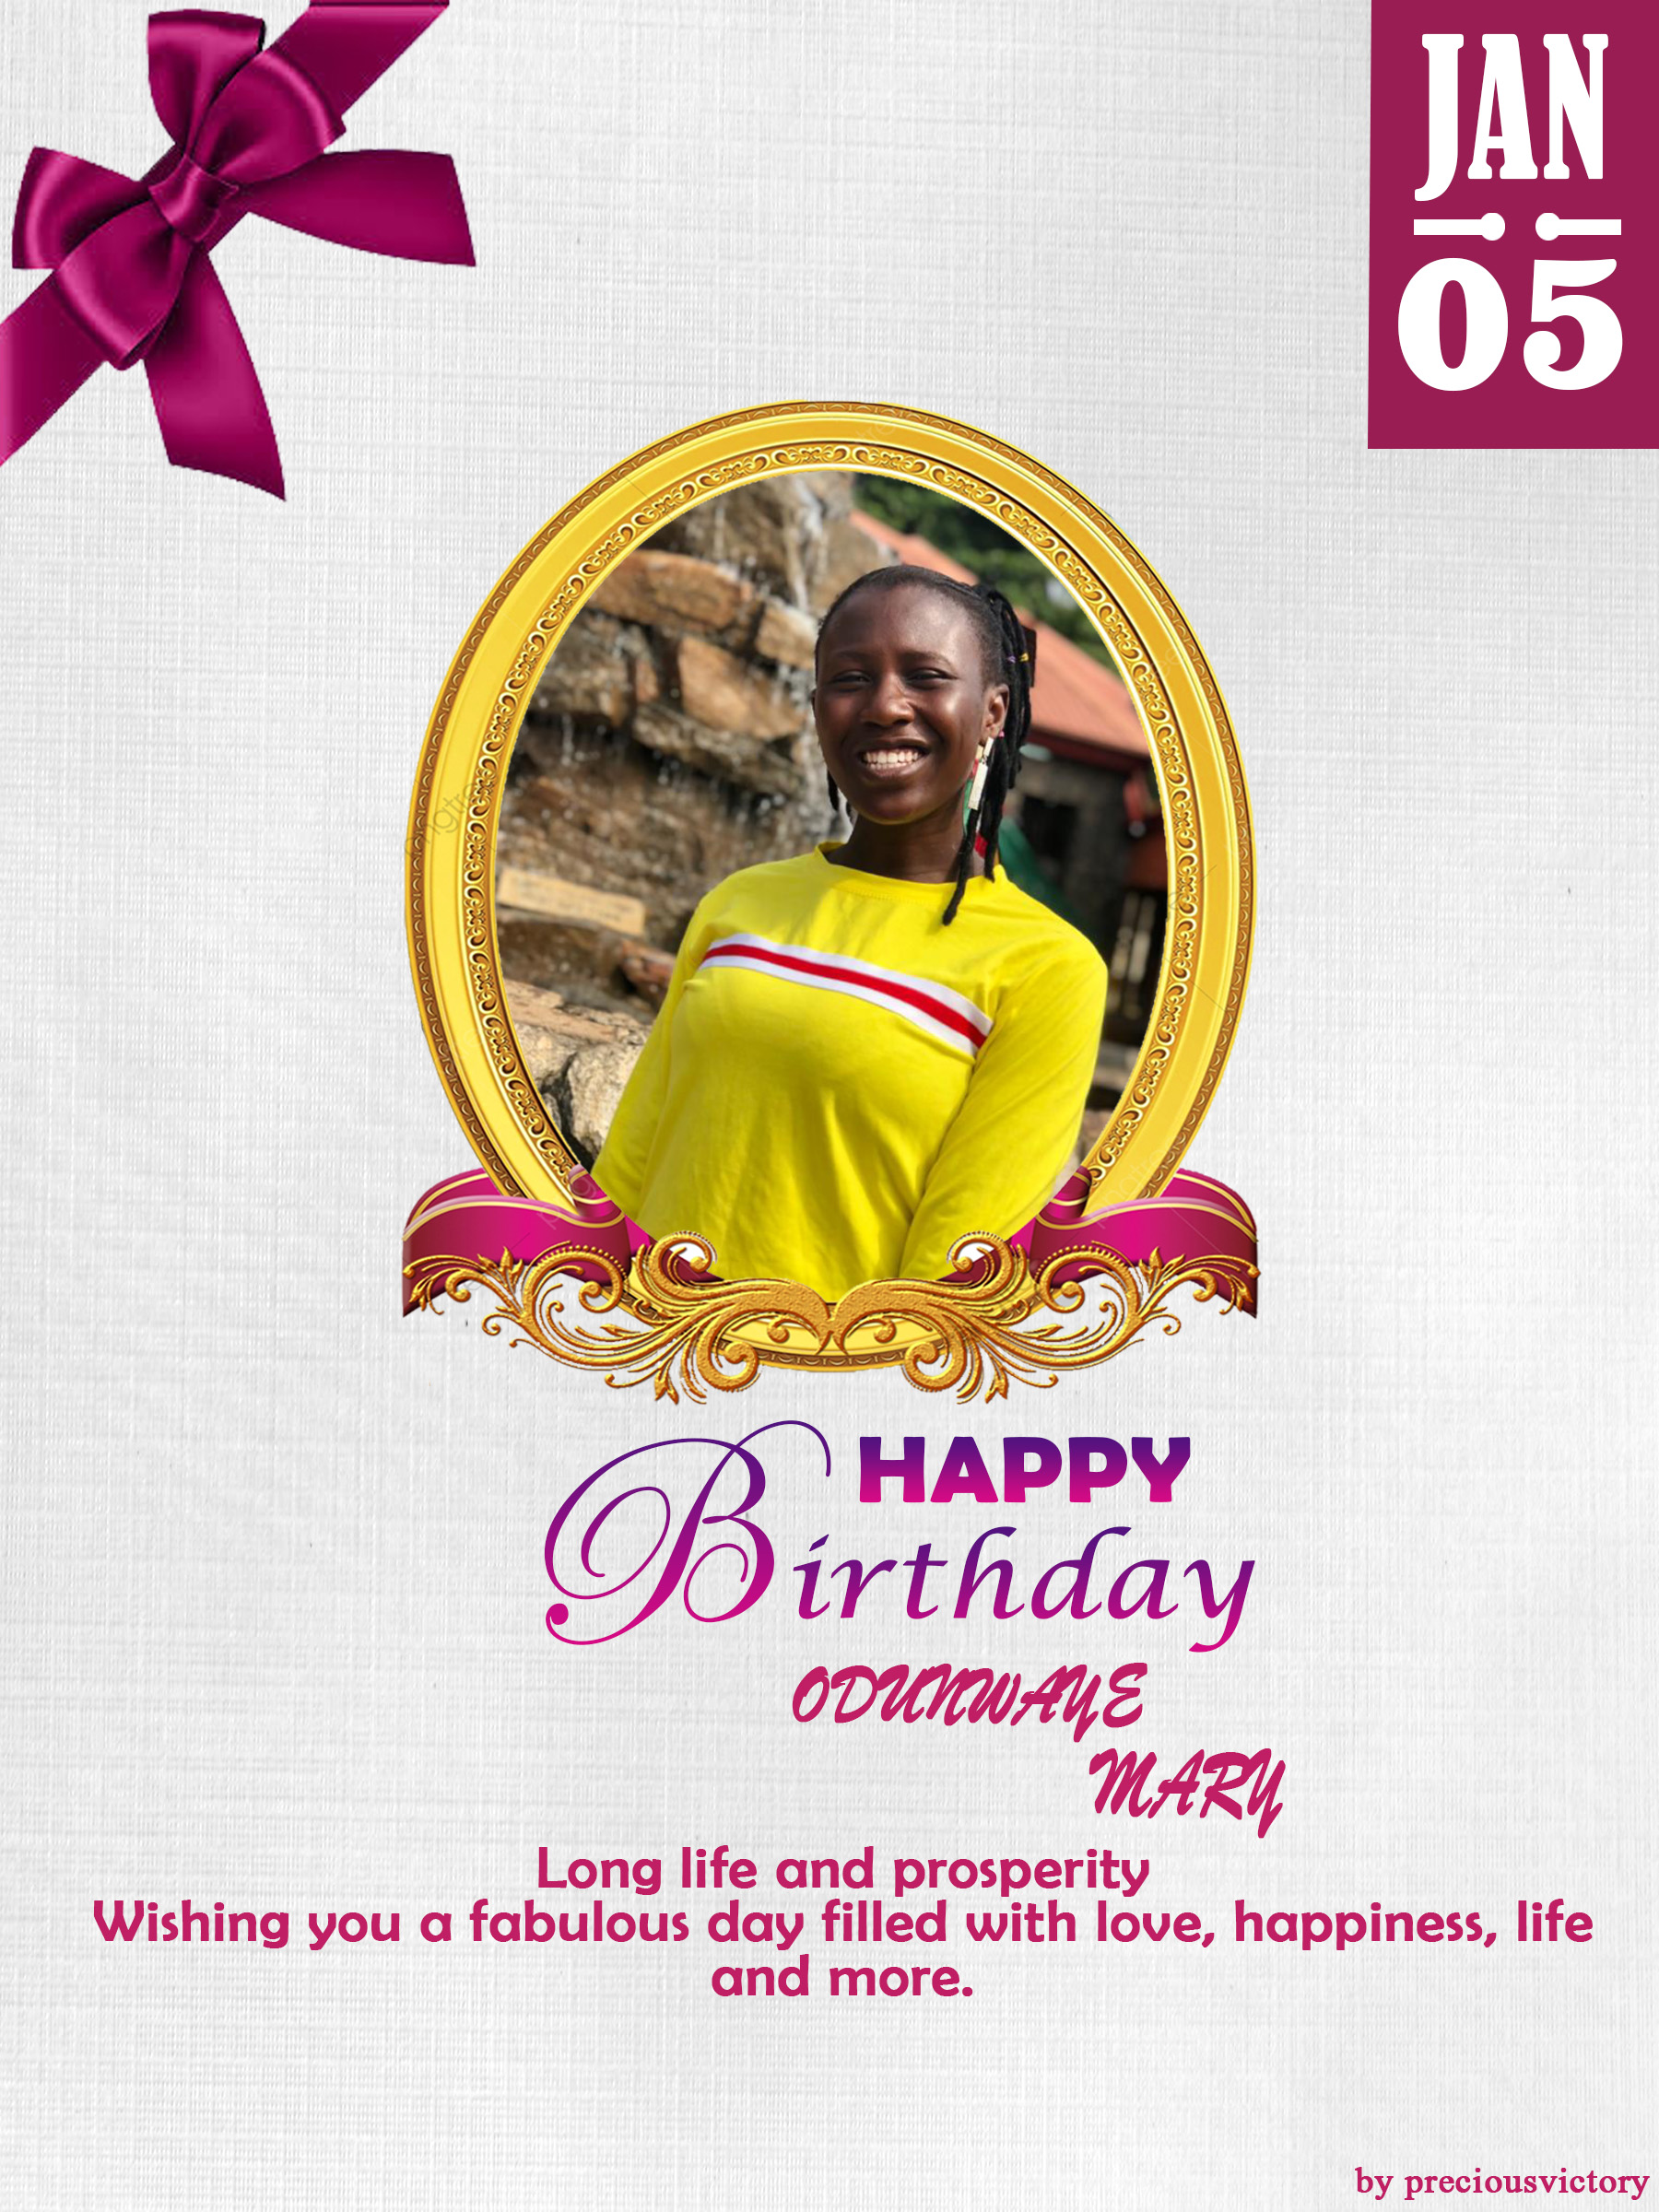 JAN
05
HAPPY
Birthday
ODUNWAYE
MARY
Long life and prosperity
Wishing you a fabulous day filled with love, happiness, life
and more.
by preciousvictory